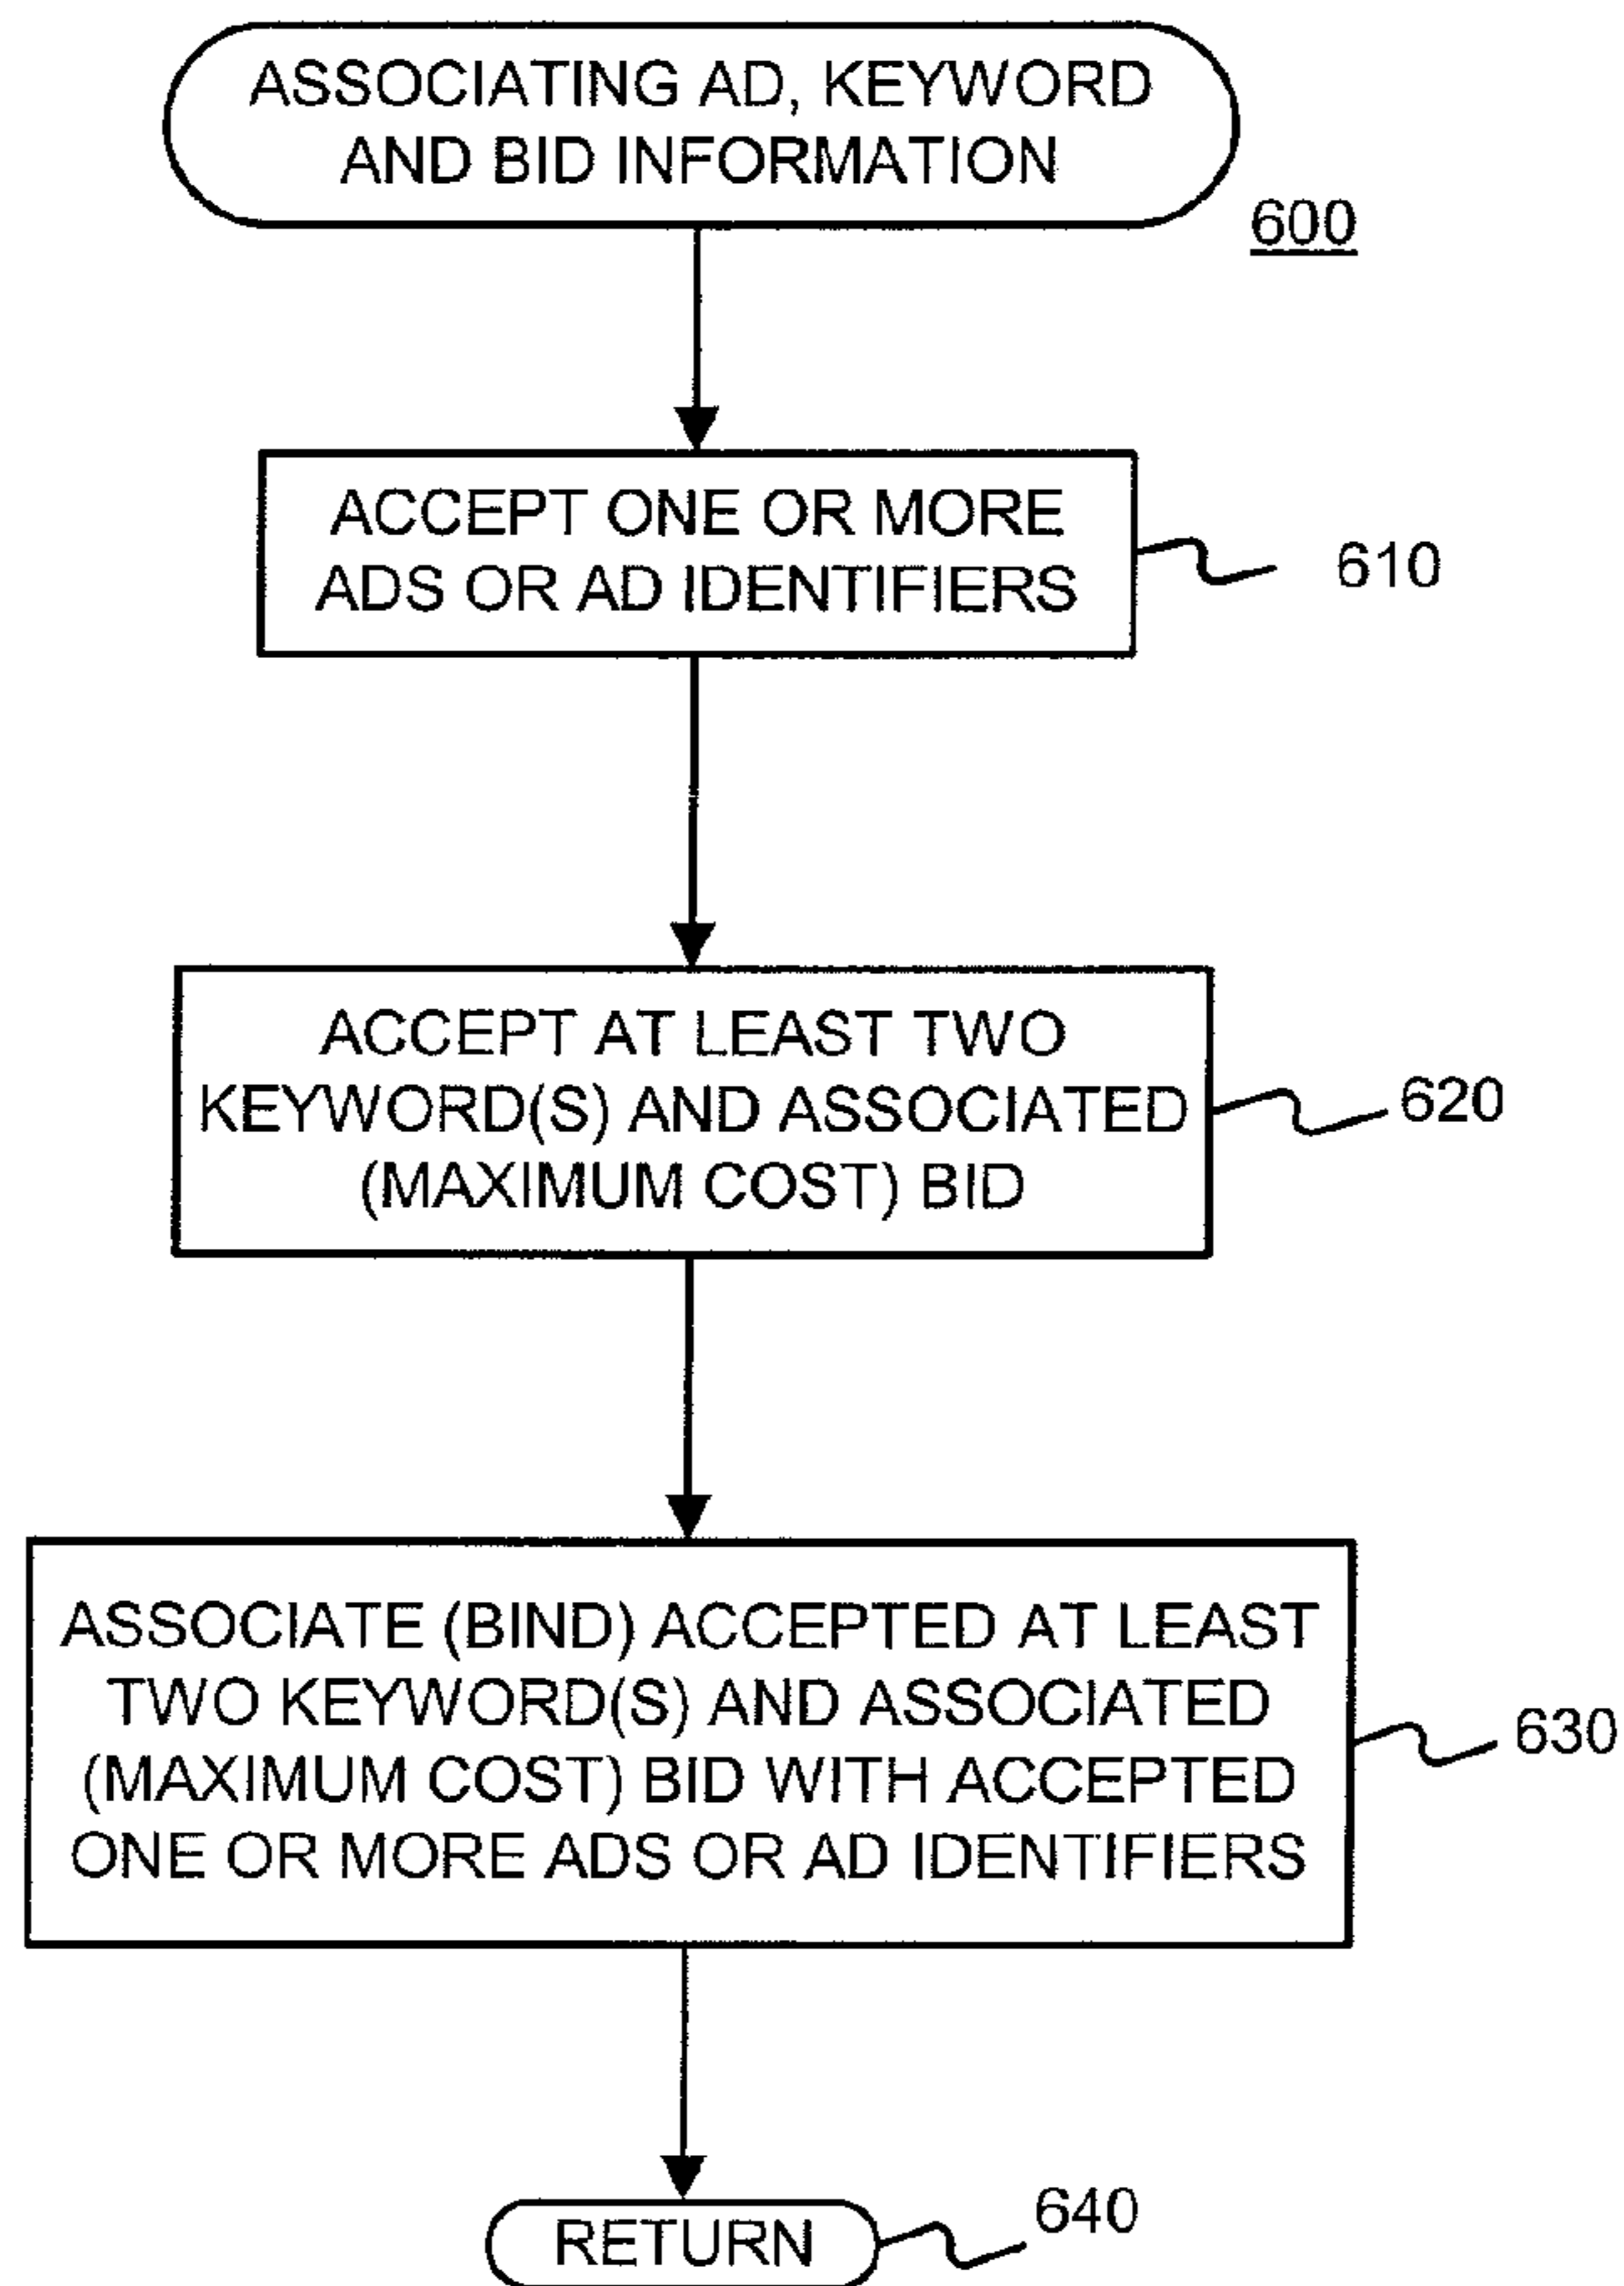 ASSOCIATING AD, KEYWORD
AND BID INFORMATION
600
ACCEPT ONE OR MORE
ADS OR AD IDENTIFIERS
610
ACCEPT AT LEAST TWO
KEYWORD(S) AND ASSOCIATED
(MAXIMUM COST) BID
620
ASSOCIATE (BIND) ACCEPTED AT LEAST
TWO KEYWORD(S) AND ASSOCIATED
(MAXIMUM COST) BID WITH ACCEPTED
ONE OR MORE ADS OR AD IDENTIFIERS
630
RETURN
640